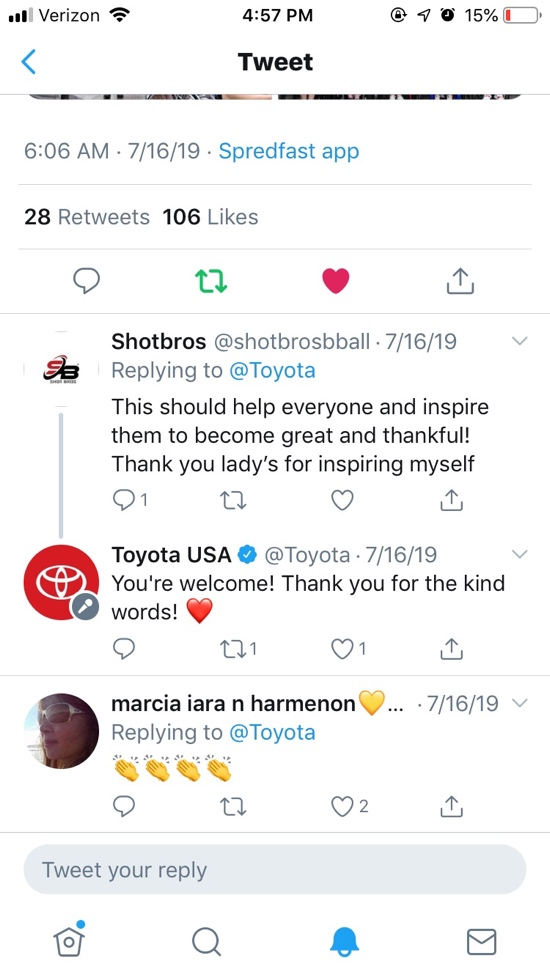 Verizon 4:57 PM 15%
Tweet
6:06 AM · 7/16/19 · Spredfast app
28 Retweets 106 Likes
Shotbros @shotbrosbball · 7/16/19
SB
SHOT BROS
Replying to @Toyota
This should help everyone and inspire
them to become great and thankful!
Thank you lady’s for inspiring myself
1
Toyota USA @Toyota · 7/16/19
You're welcome! Thank you for the kind
words! ❤️
1 1
marcia iara n harmenon💛... · 7/16/19
Replying to @Toyota
👏👏👏👏
2
Tweet your reply